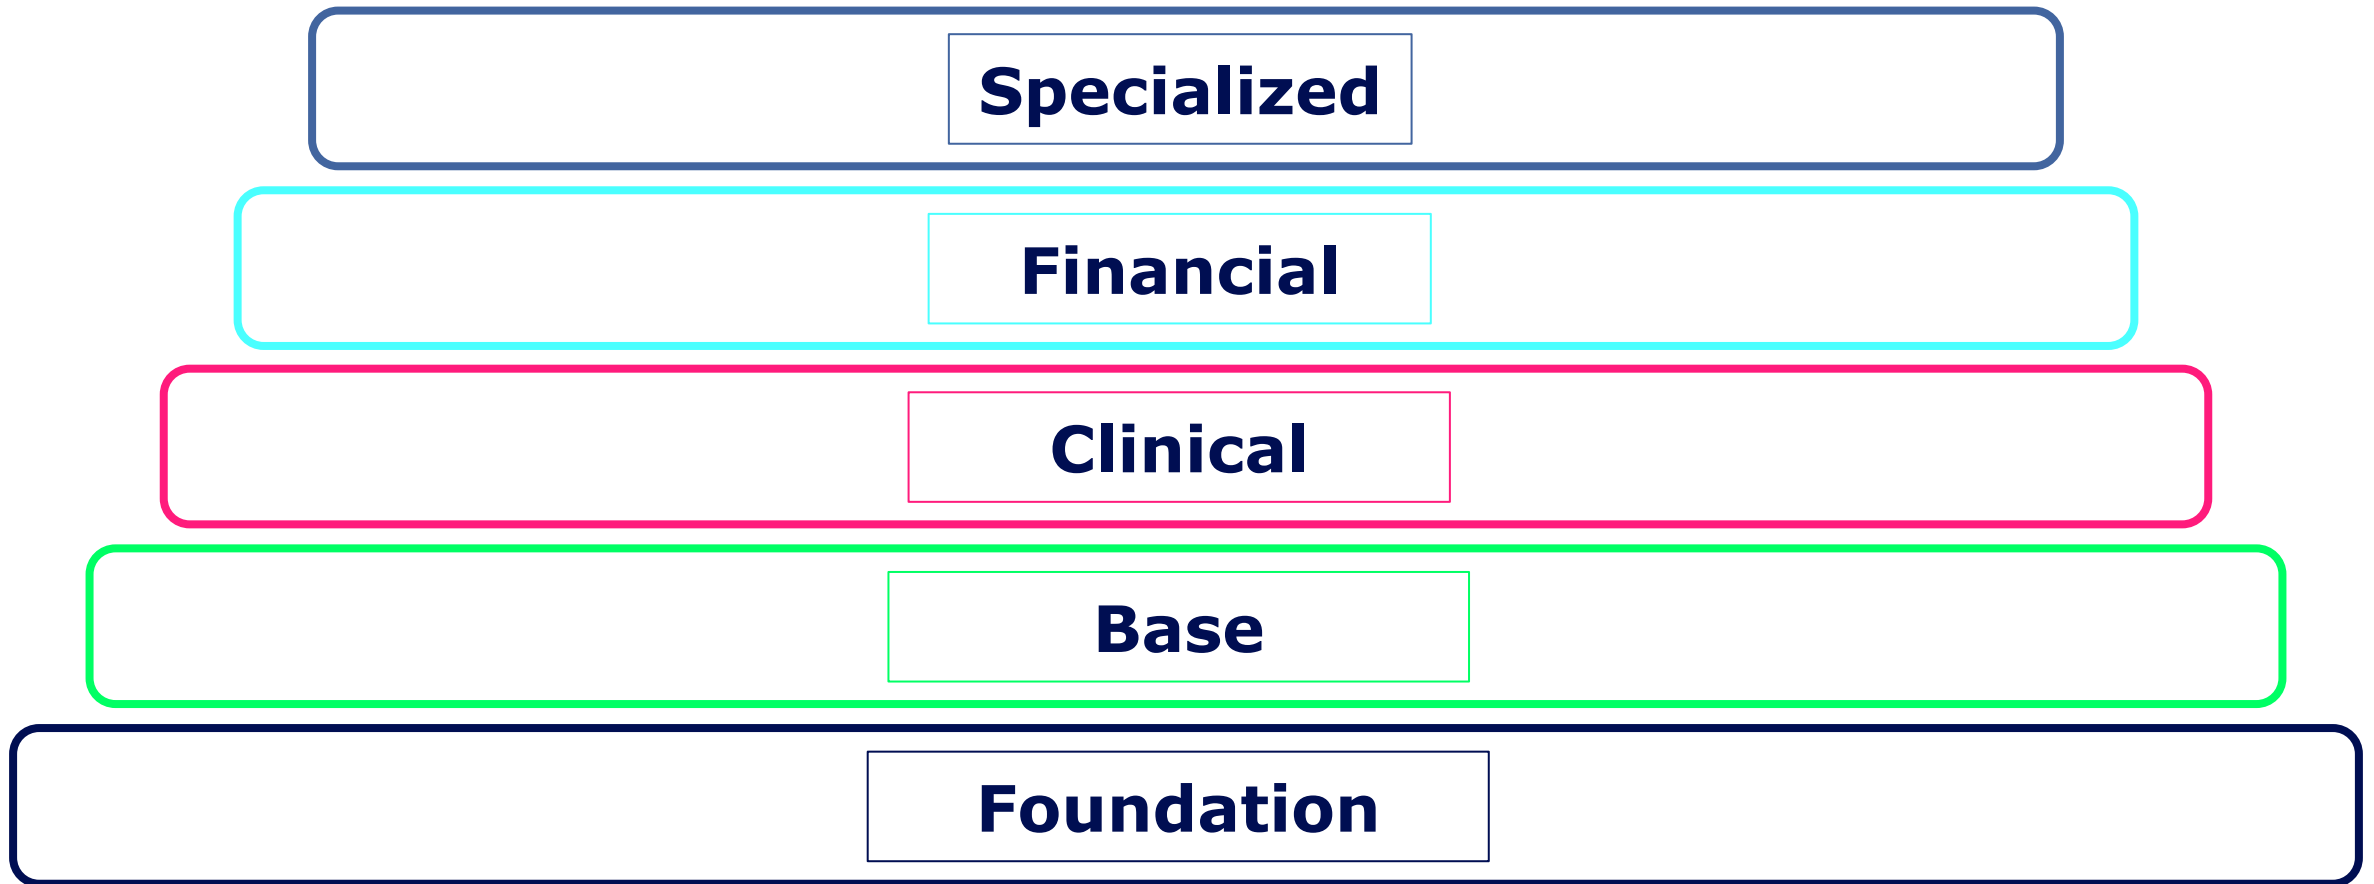 Specialized
Financial
Clinical
Base
Foundation